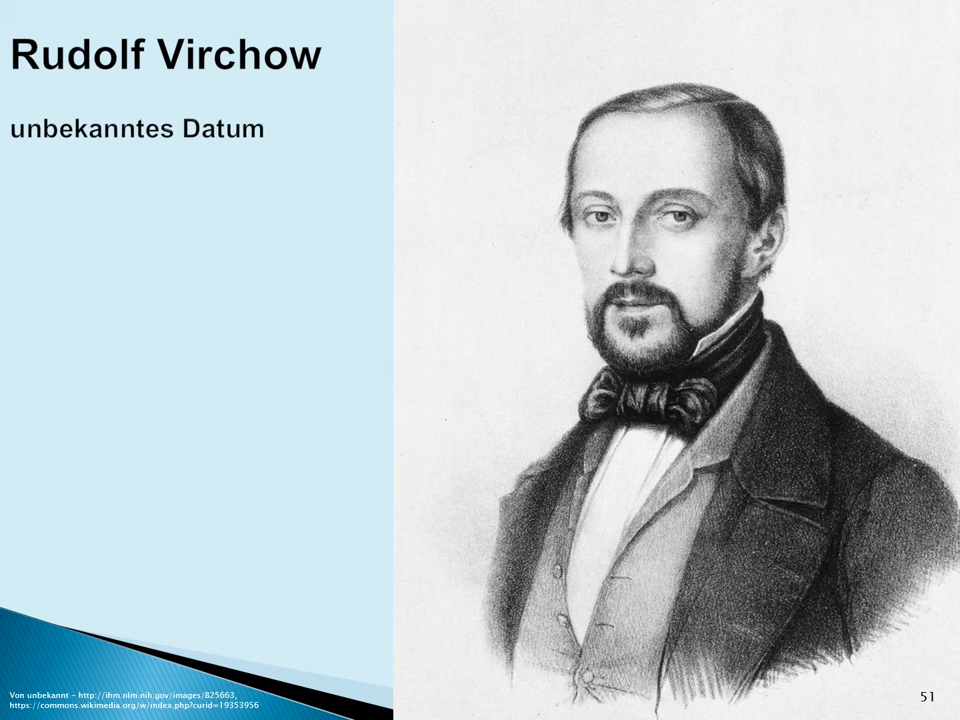 Rudolf Virchow
unbekanntes Datum
Von unbekannt - http://ihm.nlm.nih.gov/images/B25663,
https://commons.wikimedia.org/w/index.php?curid=19353956
51